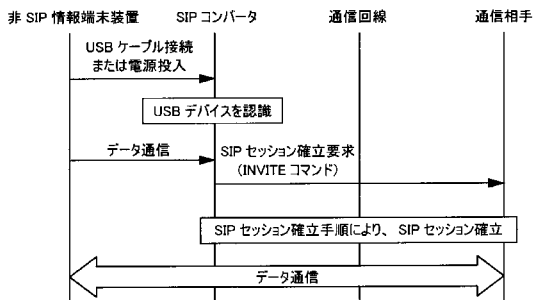 非 SIP 情報端末装置 SIP コンバータ 通信回線 通信相手
USB ケーブル接続
または電源投入
USB デバイスを認識
データ通信
SIP セッション確立要求
(INVITE コマンド)
SIP セッション確立手順により、 SIP セッション確立
データ通信